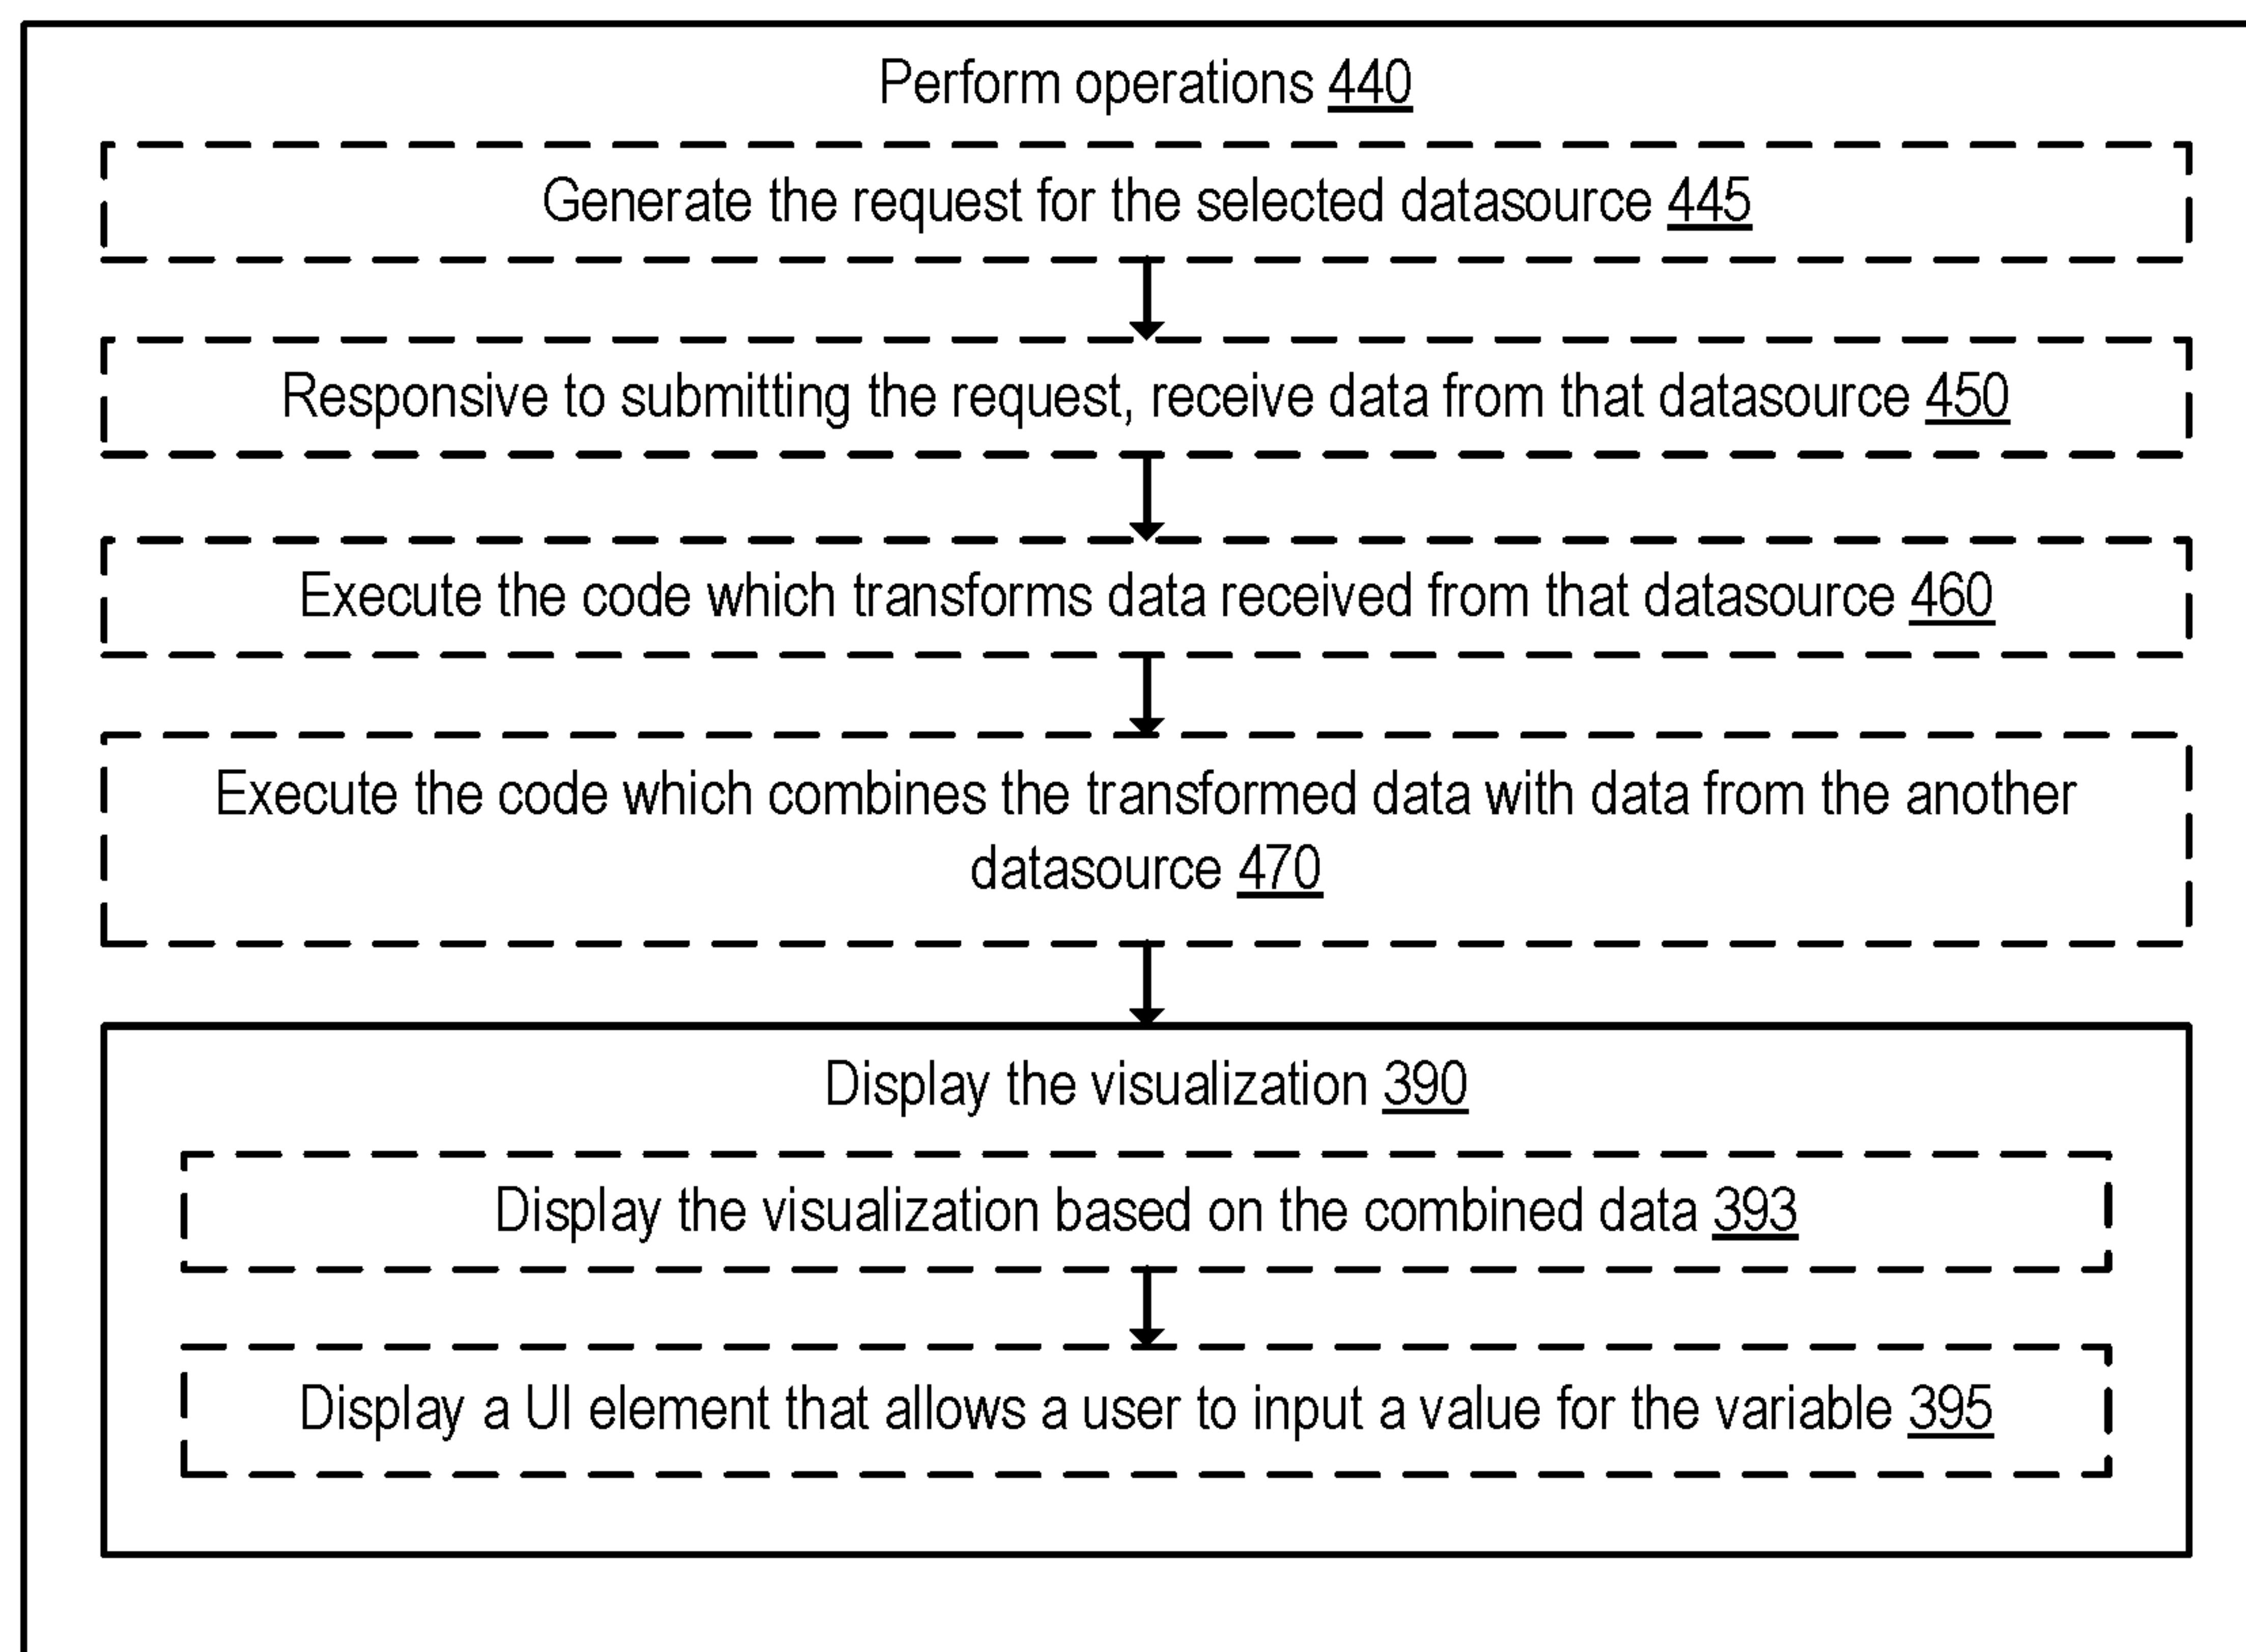 Perform operations 440
Generate the request for the selected datasource 445
Responsive to submitting the request, receive data from that datasource 450
Execute the code which transforms data received from that datasource 460
Execute the code which combines the transformed data with data from the another
datasource 470
Display the visualization 390
Display the visualization based on the combined data 393
Display a UI element that allows a user to input a value for the variable 395